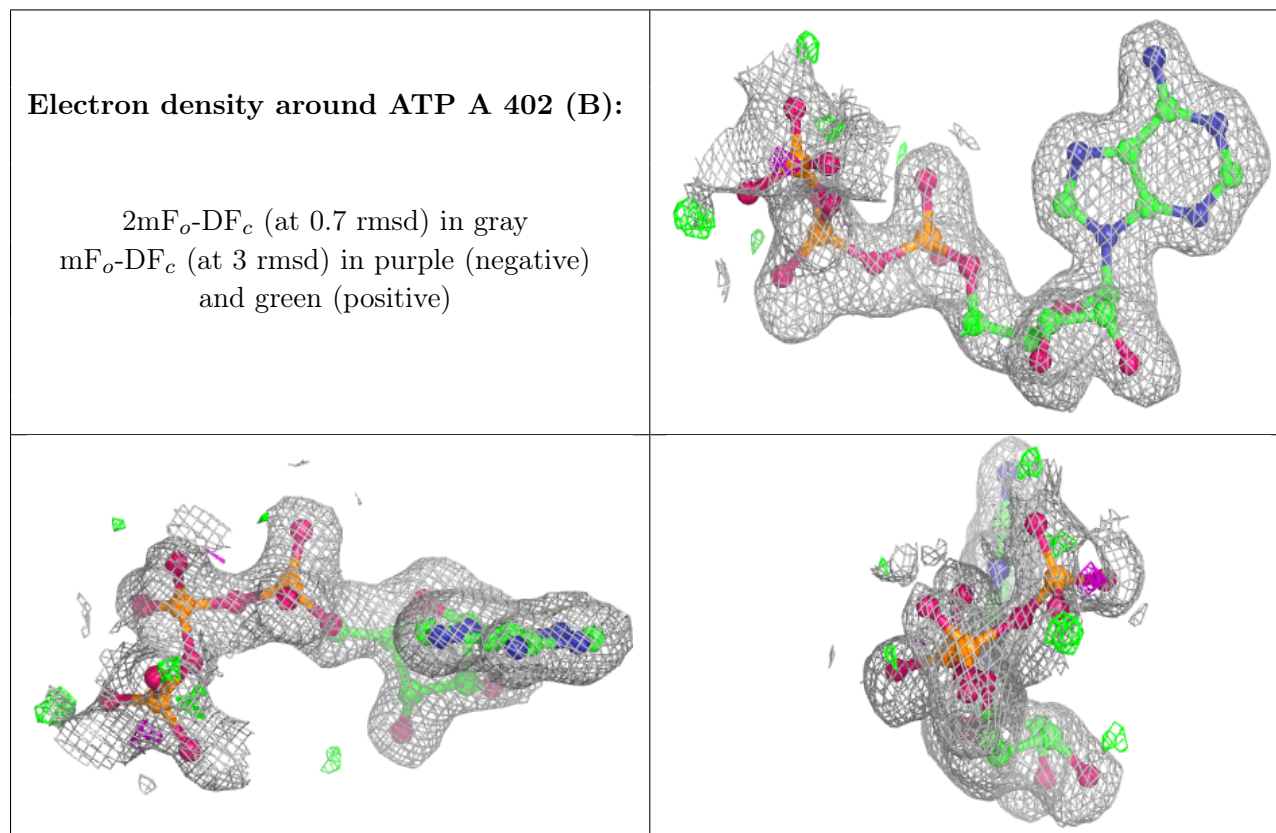 Electron density around ATP A 402 (B):
2mFo-DFc (at 0.7 rmsd) in gray
mFo-DFc (at 3 rmsd) in purple (negative)
and green (positive)